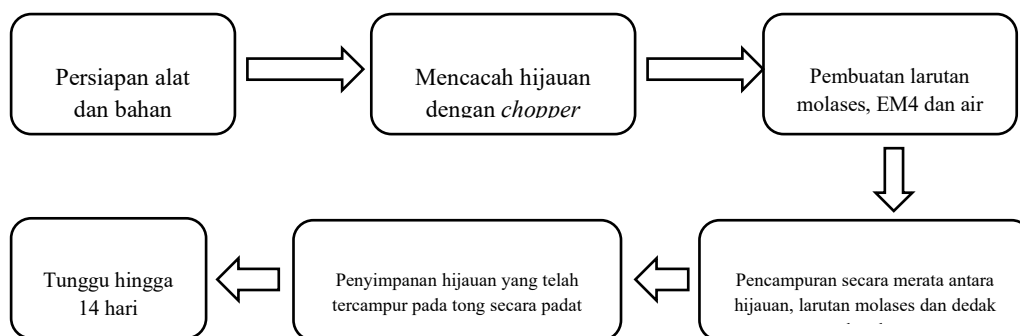 Persiapan alat
dan bahan
Mencacah hijauan
dengan chopper
Pembuatan larutan
molases, EM4 dan air
Pencampuran secara merata antara
hijauan, larutan molases dan dedak
Penyimpanan hijauan yang telah
tercampur pada tong secara padat
Tunggu hingga
14 hari